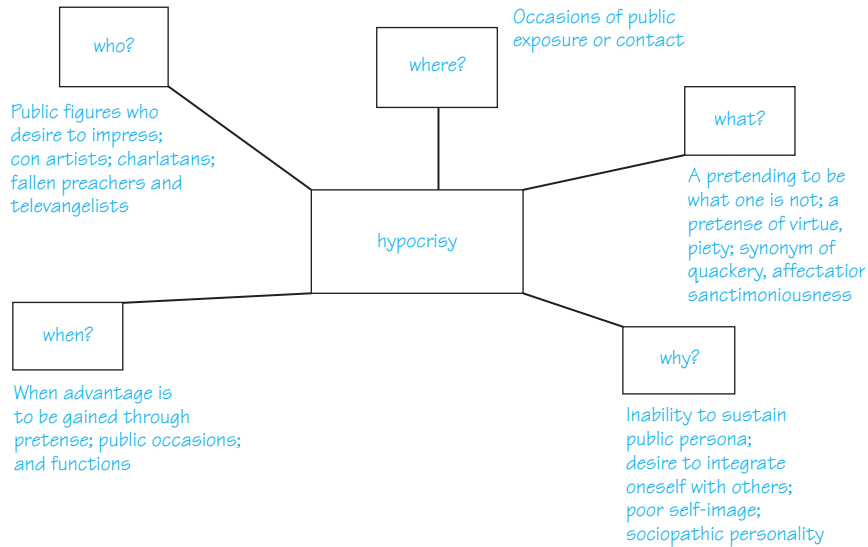 who?
Public figures who
desire to impress;
con artists; charlatans;
fallen preachers and
televangelists
where?
Occasions of public
exposure or contact
what?
A pretending to be
what one is not; a
pretense of virtue,
piety; synonym of
quackery, affectation
sanctimoniousness
hypocrisy
when?
When advantage is
to be gained through
pretense; public occasions;
and functions
why?
Inability to sustain
public persona;
desire to integrate
oneself with others;
poor self-image;
sociopathic personality